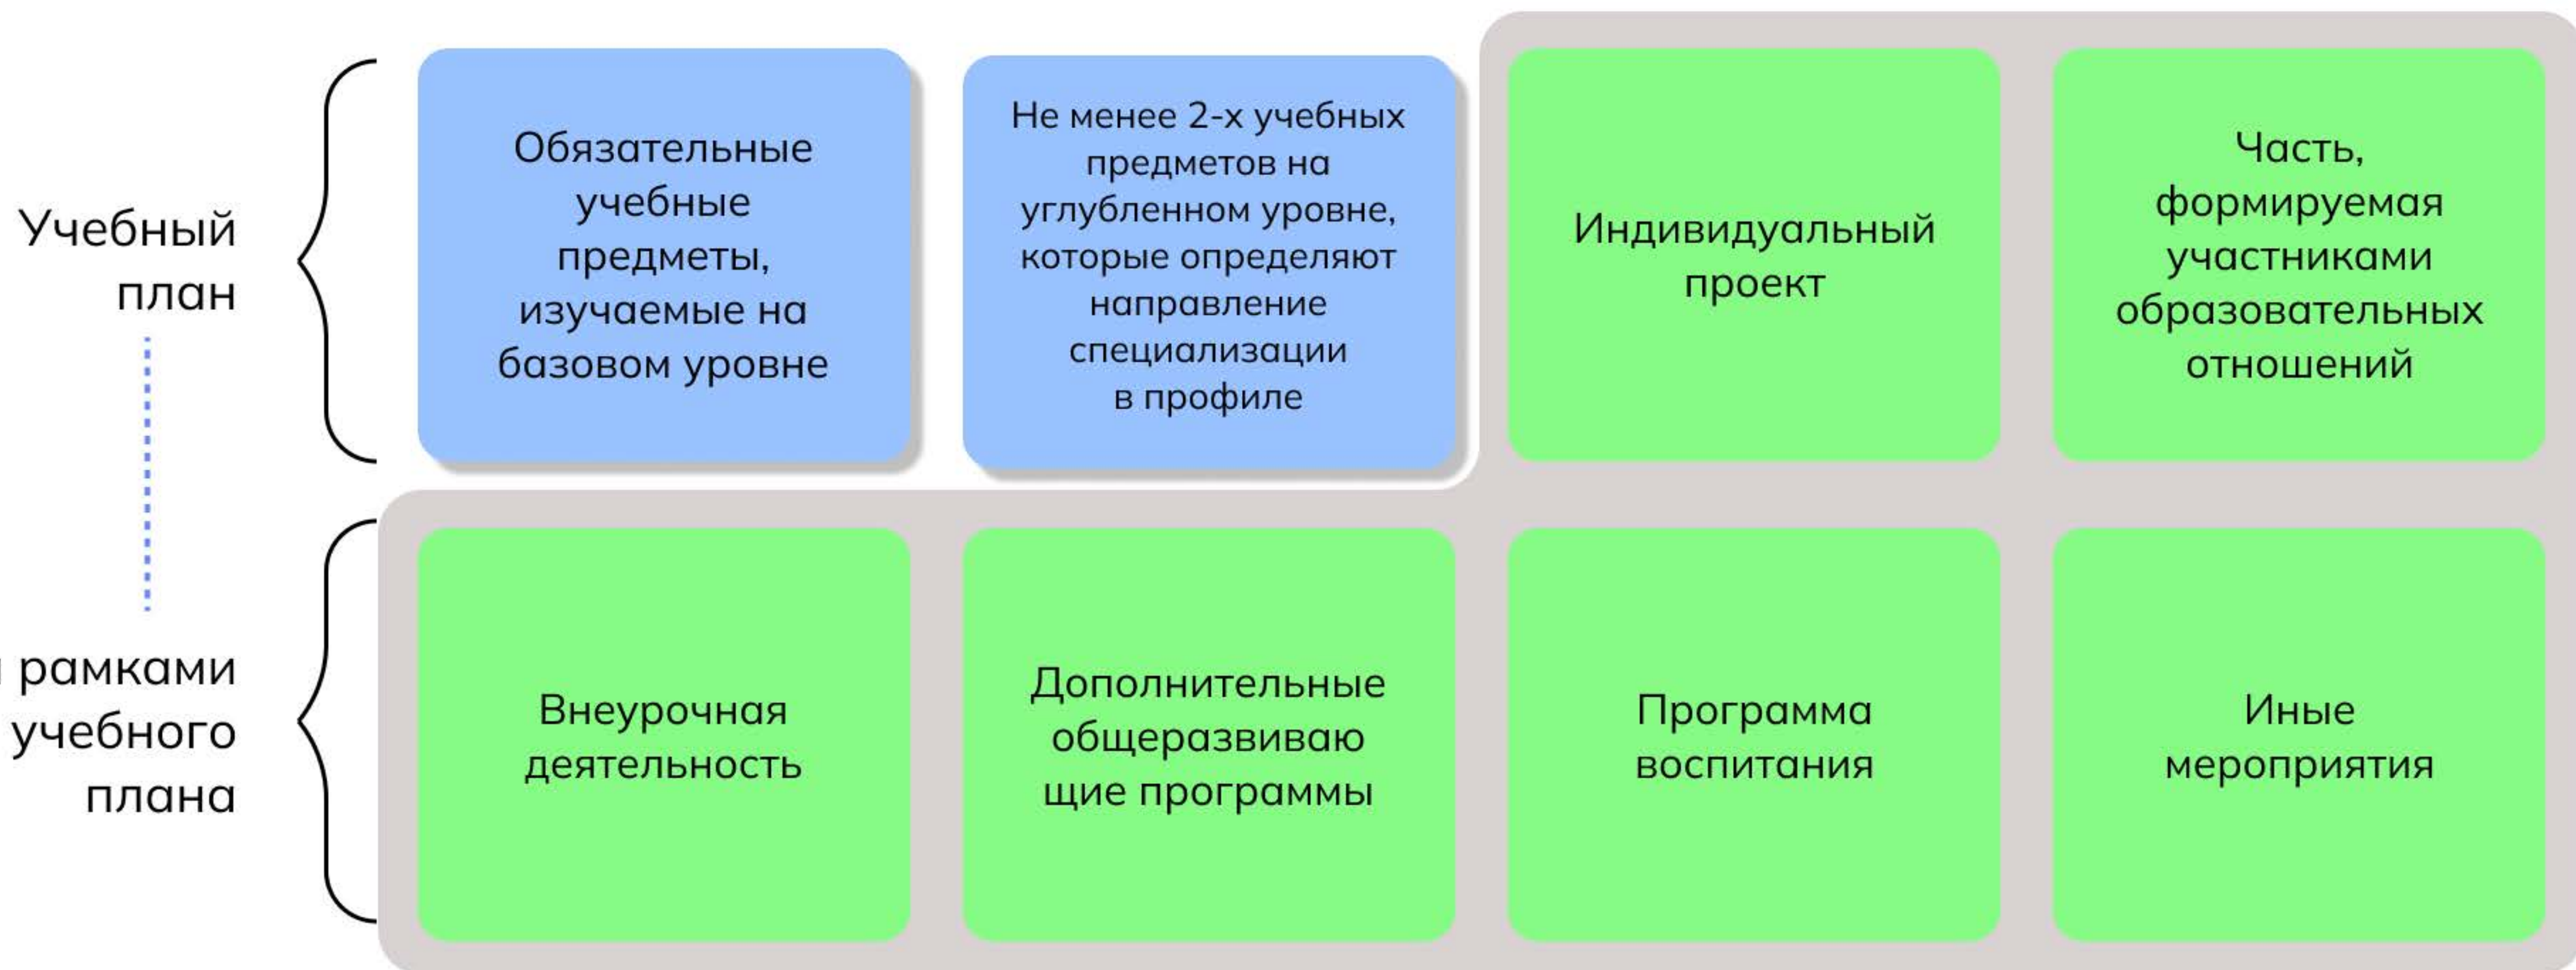 Учебный
план
Обязательные
учебные
предметы,
изучаемые на
базовом уровне
Не менее 2-х учебных
предметов на
углубленном уровне,
которые определяют
направление
специализации
в профиле
Индивидуальный
проект
Часть,
формируемая
участниками
образовательных
отношений
рамками
учебного
плана
Внеурочная
деятельность
Дополнительные
общеразвиваю
щие программы
Программа
воспитания
Иные
мероприятия